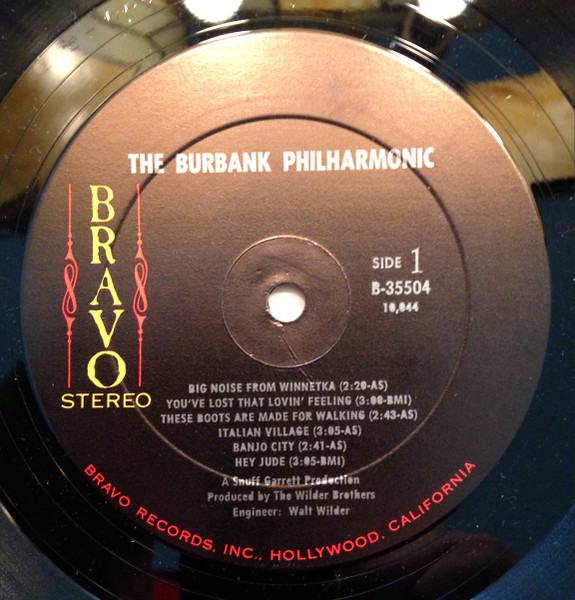 THE BURBANK PHILHARMONIC
BRAVO
STEREO
SIDE 1
B-35504
10,844
BIG NOISE FROM WINNETKA (2:20-AS)
YOU'VE LOST THAT LOVIN' FEELING (3:00-BMI)
THESE BOOTS ARE MADE FOR WALKING (2:43-AS)
ITALIAN VILLAGE (3:05-AS)
BANJO CITY (2:41-AS)
HEY JUDE (3:05-BMI)
A Snuff Garrett Production
Produced by The Wilder Brothers
Engineer: Walt Wilder
BRAVO RECORDS, INC., HOLLYWOOD, CALIFORNIA